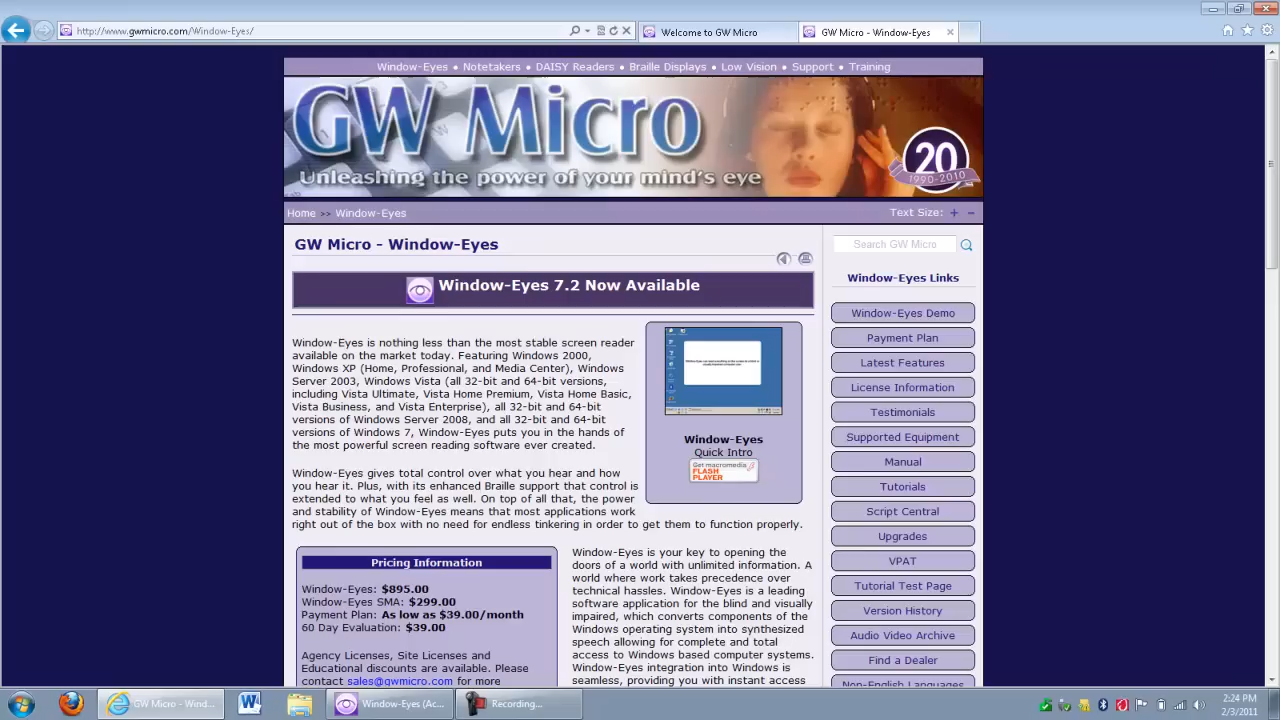 http://www.gwmicro.com/Window-Eyes/
Welcome to GW Micro
GW Micro - Window-Eyes
Window-Eyes • Notetakers • DAISY Readers • Braille Displays • Low Vision • Support • Training
GW Micro
Unleashing the power of your mind's eye
20
1990-2010
Home >> Window-Eyes
Text Size: + -
GW Micro - Window-Eyes
Window-Eyes 7.2 Now Available
Window-Eyes is nothing less than the most stable screen reader
available on the market today. Featuring Windows 2000,
Windows XP (Home, Professional, and Media Center), Windows
Server 2003, Windows Vista (all 32-bit and 64-bit versions,
including Vista Ultimate, Vista Home Premium, Vista Home Basic,
Vista Business, and Vista Enterprise), all 32-bit and 64-bit
versions of Windows Server 2008, and all 32-bit and 64-bit
versions of Windows 7, Window-Eyes puts you in the hands of
the most powerful screen reading software ever created.
Window-Eyes
Quick Intro
Get macromedia
FLASH
PLAYER
Window-Eyes gives total control over what you hear and how
you hear it. Plus, with its enhanced Braille support that control is
extended to what you feel as well. On top of all that, the power
and stability of Window-Eyes means that most applications work
right out of the box with no need for endless tinkering in order to get them to function properly.
Pricing Information
Window-Eyes: $895.00
Window-Eyes SMA: $299.00
Payment Plan: As low as $39.00/month
60 Day Evaluation: $39.00
Agency Licenses, Site Licenses and
Educational discounts are available. Please
contact sales@gwmicro.com for more
Window-Eyes is your key to opening the
doors of a world with unlimited information. A
world where work takes precedence over
technical hassles. Window-Eyes is a leading
software application for the blind and visually
impaired, which converts components of the
Windows operating system into synthesized
speech allowing for complete and total
access to Windows based computer systems.
Window-Eyes integration into Windows is
seamless, providing you with instant access
Search GW Micro
Window-Eyes Links
Window-Eyes Demo
Payment Plan
Latest Features
License Information
Testimonials
Supported Equipment
Manual
Tutorials
Script Central
Upgrades
VPAT
Tutorial Test Page
Version History
Audio Video Archive
Find a Dealer
Non-English Languages
GW Micro - Wind...
Window-Eyes (Ac...
Recording...
2:24 PM
2/3/2011